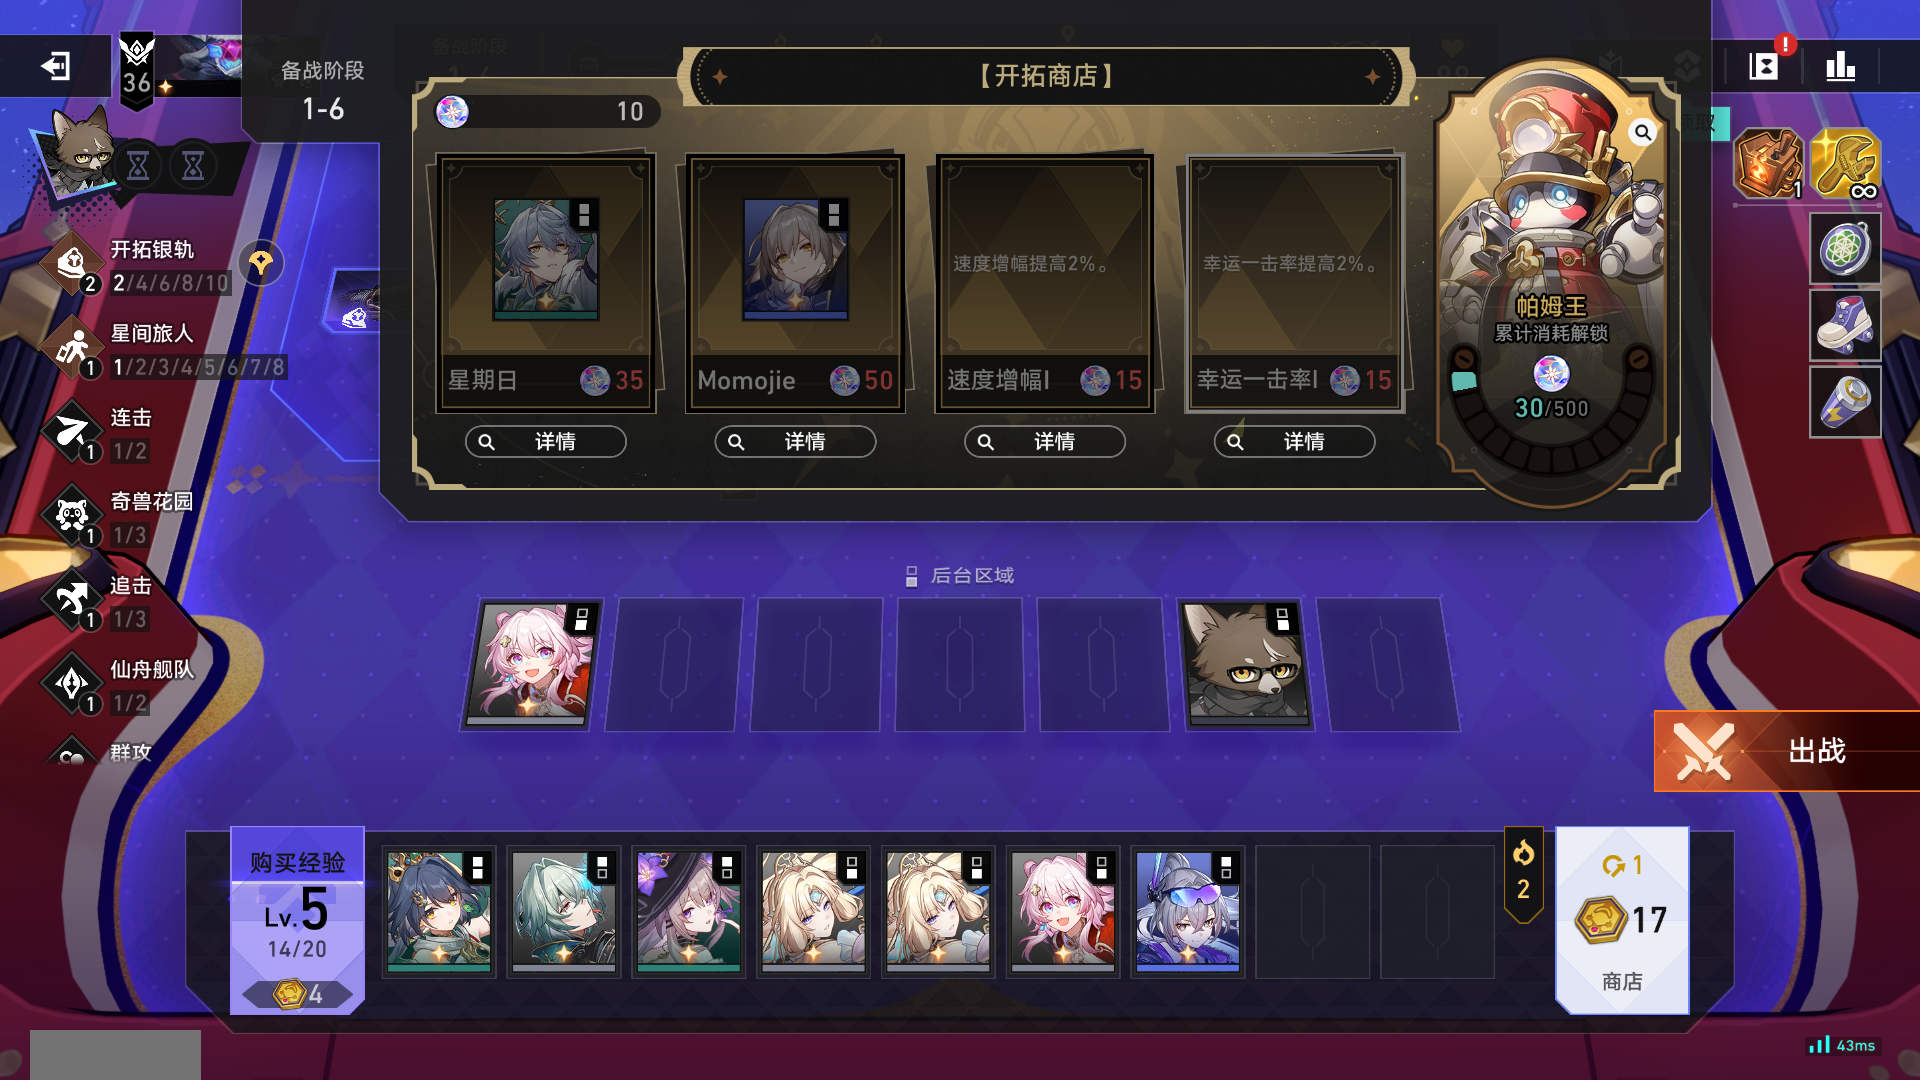 备战阶段
1-6
36
【开拓商店】
10
星期日
35
Momojie
50
速度增幅提高2%。
速度增幅I
15
幸运一击率提高2%。
幸运一击率I
15
详情
详情
详情
详情
帕姆王
累计消耗解锁
30/500
1
∞
开拓银轨
2
2/4/6/8/10
星间旅人
1
1/2/3/4/5/6/7/8
连击
1
1/2
奇兽花园
1
1/3
追击
1
1/3
仙舟舰队
1
1/2
群攻
后台区域
出战
购买经验
Lv.5
14/20
4
2
1
17
商店
43ms